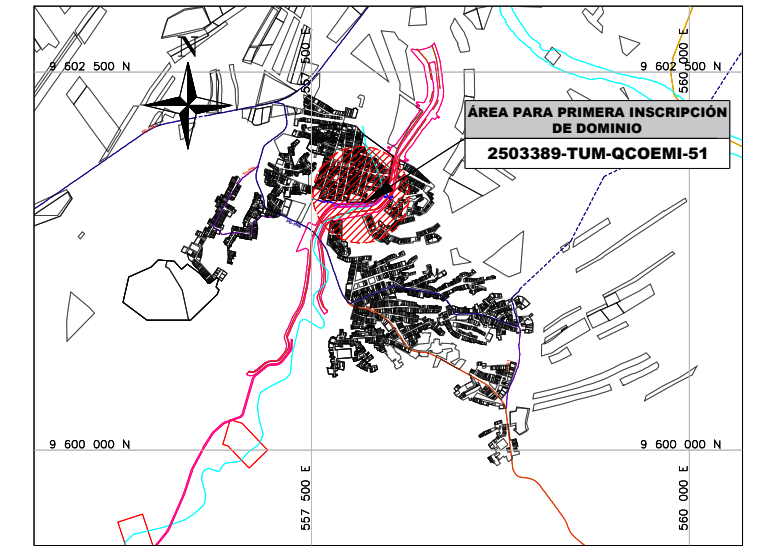 9 602 500 N
557 500 E
560 000 E
9 602 500 N
N
ÁREA PARA PRIMERA INSCRIPCIÓN
DE DOMINIO
2503389-TUM-QCOEMI-51
9 600 000 N
9 600 000 N
557 500 E
560 000 E